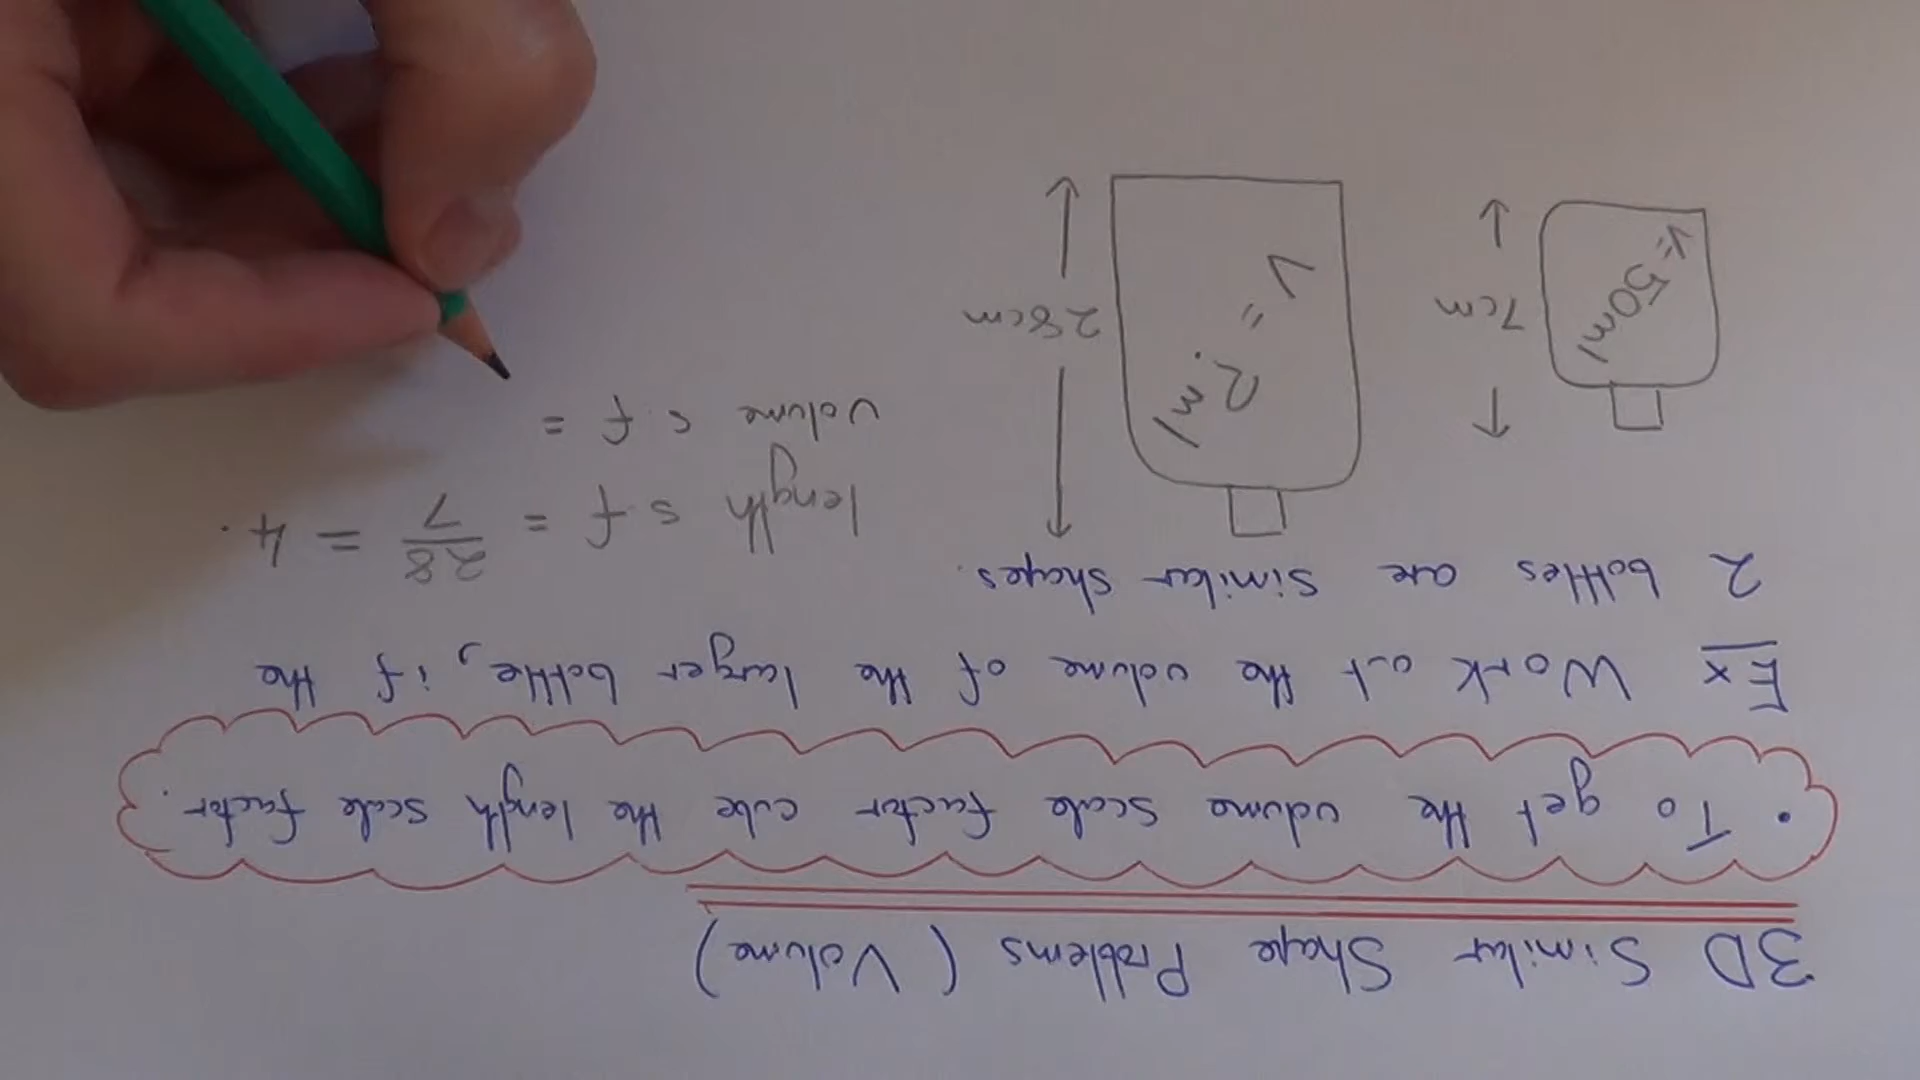 3D Similar Shape Problems (Volume)
• To get the volume scale factor cube the length scale factor.
Ex Work out the volume of the larger bottle, if the
2 bottles are similar shapes.
length s f = 28/7 = 4.
volume s f =
7cm
V= 50ml
28cm
V = ? ml